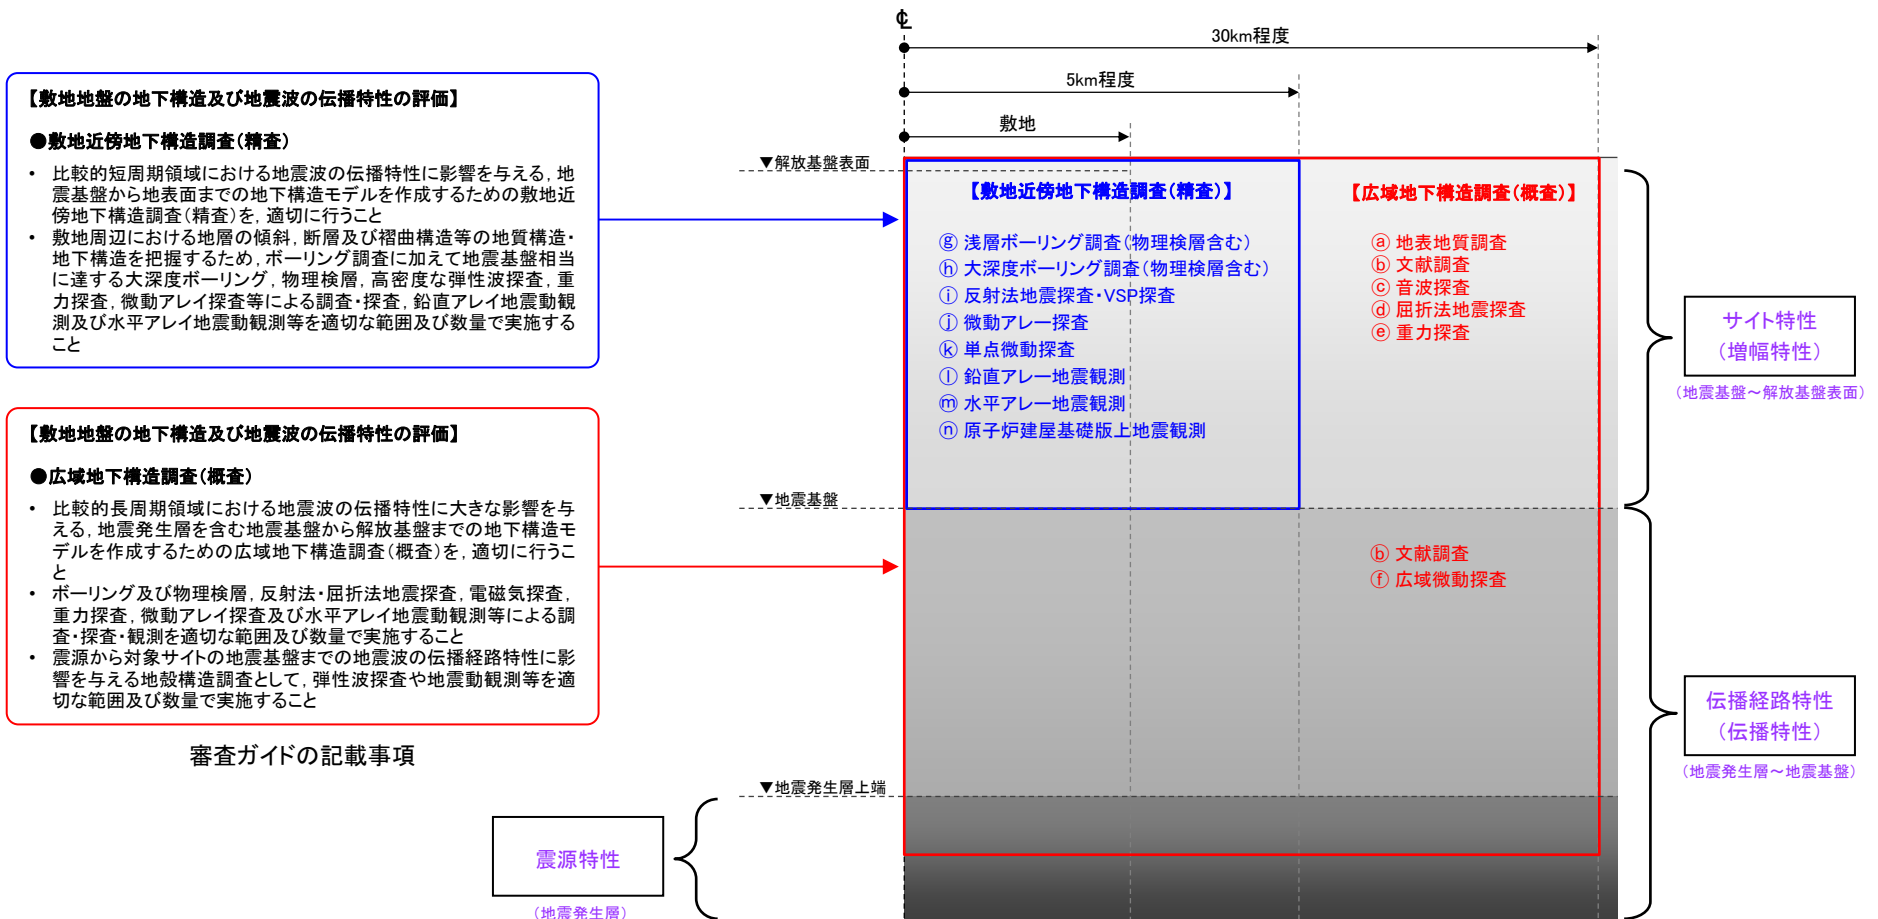 ℄
30km程度
5km程度
敷地
【敷地地盤の地下構造及び地震波の伝播特性の評価】
●敷地近傍地下構造調査(精査)
• 比較的短周期領域における地震波の伝播特性に影響を与える，地
震基盤から地表面までの地下構造モデルを作成するための敷地近
傍地下構造調査(精査)を，適切に行うこと
• 敷地周辺における地層の傾斜，断層及び褶曲構造等の地質構造・
地下構造を把握するため，ボーリング調査に加えて地震基盤相当
に達する大深度ボーリング，物理検層，高密度な弾性波探査，重
力探査，微動アレイ探査等による調査・探査，鉛直アレイ地震動観
測及び水平アレイ地震動観測等を適切な範囲及び数量で実施する
こと
【敷地地盤の地下構造及び地震波の伝播特性の評価】
●広域地下構造調査(概査)
• 比較的長周期領域における地震波の伝播特性に大きな影響を与
える，地震発生層を含む地震基盤から解放基盤までの地下構造モ
デルを作成するための広域地下構造調査(概査)を，適切に行うこ
と
• ボーリング及び物理検層，反射法・屈折法地震探査，電磁気探査，
重力探査，微動アレイ探査及び水平アレイ地震動観測等による調
査・探査・観測を適切な範囲及び数量で実施すること
• 震源から対象サイトの地震基盤までの地震波の伝播経路特性に影
響を与える地殻構造調査として，弾性波探査や地震動観測等を適
切な範囲及び数量で実施すること
審査ガイドの記載事項
▼解放基盤表面
【敷地近傍地下構造調査(精査)】
ⓖ 浅層ボーリング調査(物理検層含む)
ⓗ 大深度ボーリング調査(物理検層含む)
ⓘ 反射法地震探査・VSP探査
ⓙ 微動アレー探査
ⓚ 単点微動探査
ⓛ 鉛直アレー地震観測
ⓜ 水平アレー地震観測
ⓝ 原子炉建屋基礎版上地震観測
【広域地下構造調査(概査)】
ⓐ 地表地質調査
ⓑ 文献調査
ⓒ 音波探査
ⓓ 屈折法地震探査
ⓔ 重力探査
サイト特性
(増幅特性)
(地震基盤～解放基盤表面)
▼地震基盤
ⓑ 文献調査
ⓕ 広域微動探査
伝播経路特性
(伝播特性)
(地震発生層～地震基盤)
▼地震発生層上端
震源特性
(地震発生層)